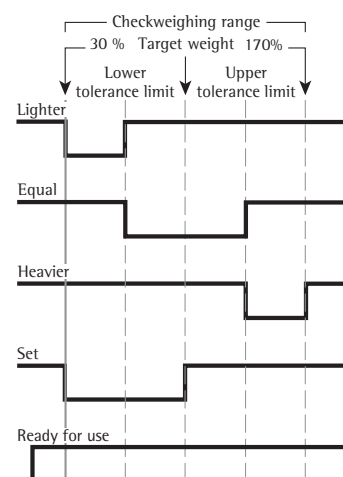 Checkweighing range
30 % Target weight 170%
Lower tolerance limit
Upper tolerance limit
Lighter
Equal
Heavier
Set
Ready for use